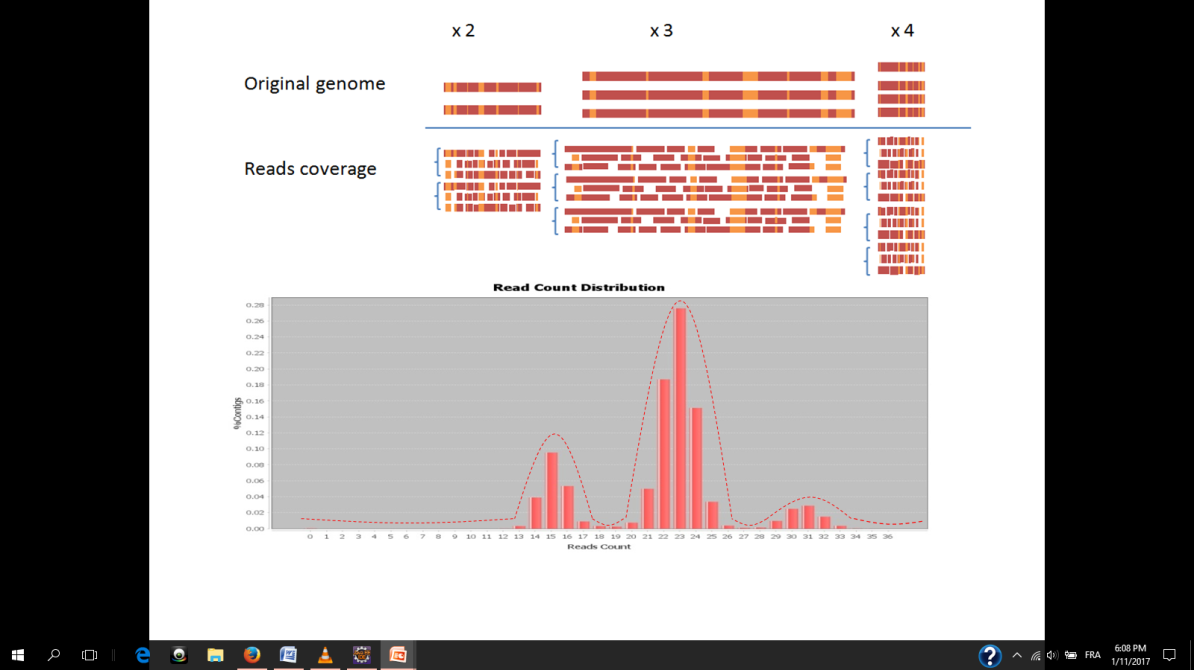 x 2
x 3
x 4
Original genome
Reads coverage
Read Count Distribution
0.28
0.26
0.24
0.22
0.20
0.18
0.16
0.14
0.12
0.10
0.08
0.06
0.04
0.02
0.00
%Contigs
0 1 2 3 4 5 6 7 8 9 10 11 12 13 14 15 16 17 18 19 20 21 22 23 24 25 26 27 28 29 30 31 32 33 34 35 36
Reads Count
FRA
6:08 PM
1/11/2017